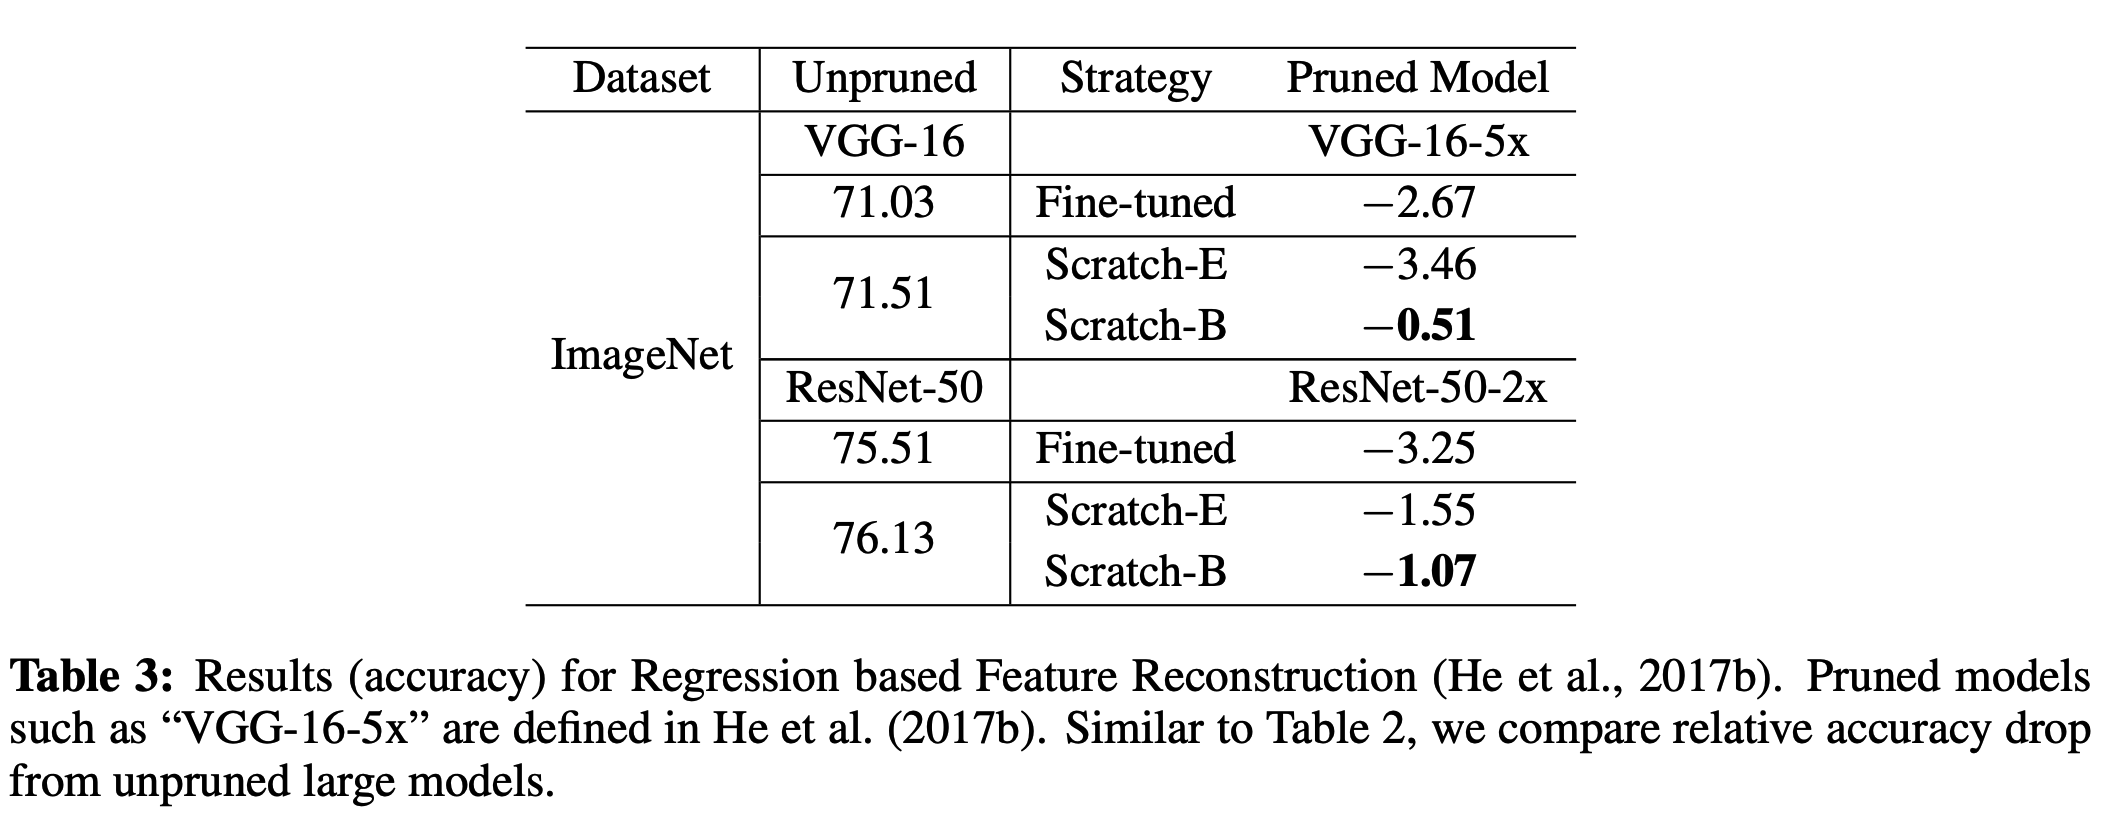 Dataset Unpruned Strategy Pruned Model
VGG-16 VGG-16-5x
71.03 Fine-tuned −2.67
71.51 Scratch-E −3.46
Scratch-B −0.51
ImageNet
ResNet-50 ResNet-50-2x
75.51 Fine-tuned −3.25
76.13 Scratch-E −1.55
Scratch-B −1.07
Table 3: Results (accuracy) for Regression based Feature Reconstruction (He et al., 2017b). Pruned models
such as “VGG-16-5x” are defined in He et al. (2017b). Similar to Table 2, we compare relative accuracy drop
from unpruned large models.